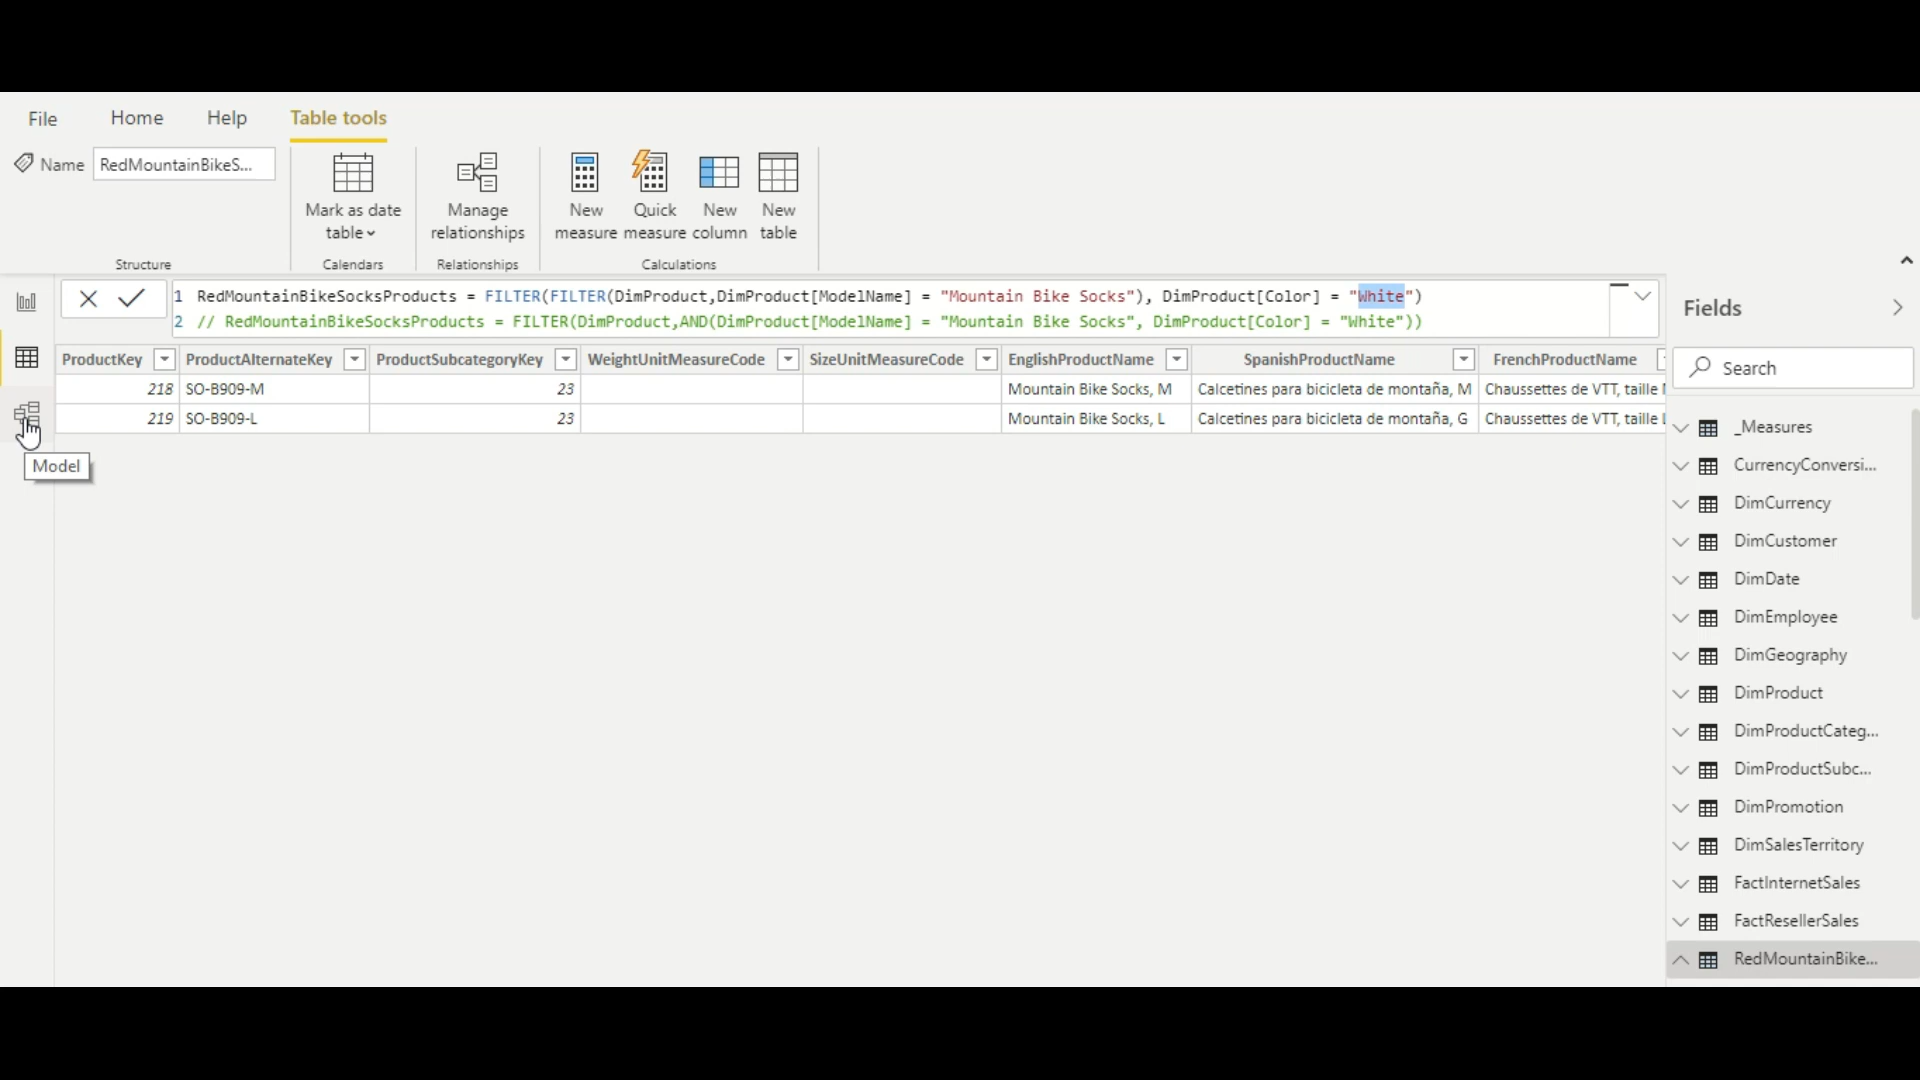 File Home Help Table tools
Name RedMountainBikeS...
Mark as date table
Manage relationships
New measure
Quick measure
New column
New table
Structure Calendars Relationships Calculations
1 RedMountainBikeSocksProducts = FILTER(FILTER(DimProduct,DimProduct[ModelName] = "Mountain Bike Socks"), DimProduct[Color] = "White")
2 // RedMountainBikeSocksProducts = FILTER(DimProduct,AND(DimProduct[ModelName] = "Mountain Bike Socks", DimProduct[Color] = "White"))
ProductKey ProductAlternateKey ProductSubcategoryKey WeightUnitMeasureCode SizeUnitMeasureCode EnglishProductName SpanishProductName FrenchProductName
218 SO-B909-M 23 Mountain Bike Socks, M Calcetines para bicicleta de montaña, M Chaussettes de VTT, taille
219 SO-B909-L 23 Mountain Bike Socks, L Calcetines para bicicleta de montaña, G Chaussettes de VTT, taille
Model
Fields
Search
_Measures
CurrencyConversi...
DimCurrency
DimCustomer
DimDate
DimEmployee
DimGeography
DimProduct
DimProductCateg...
DimProductSubc...
DimPromotion
DimSalesTerritory
FactInternetSales
FactResellerSales
RedMountainBike...